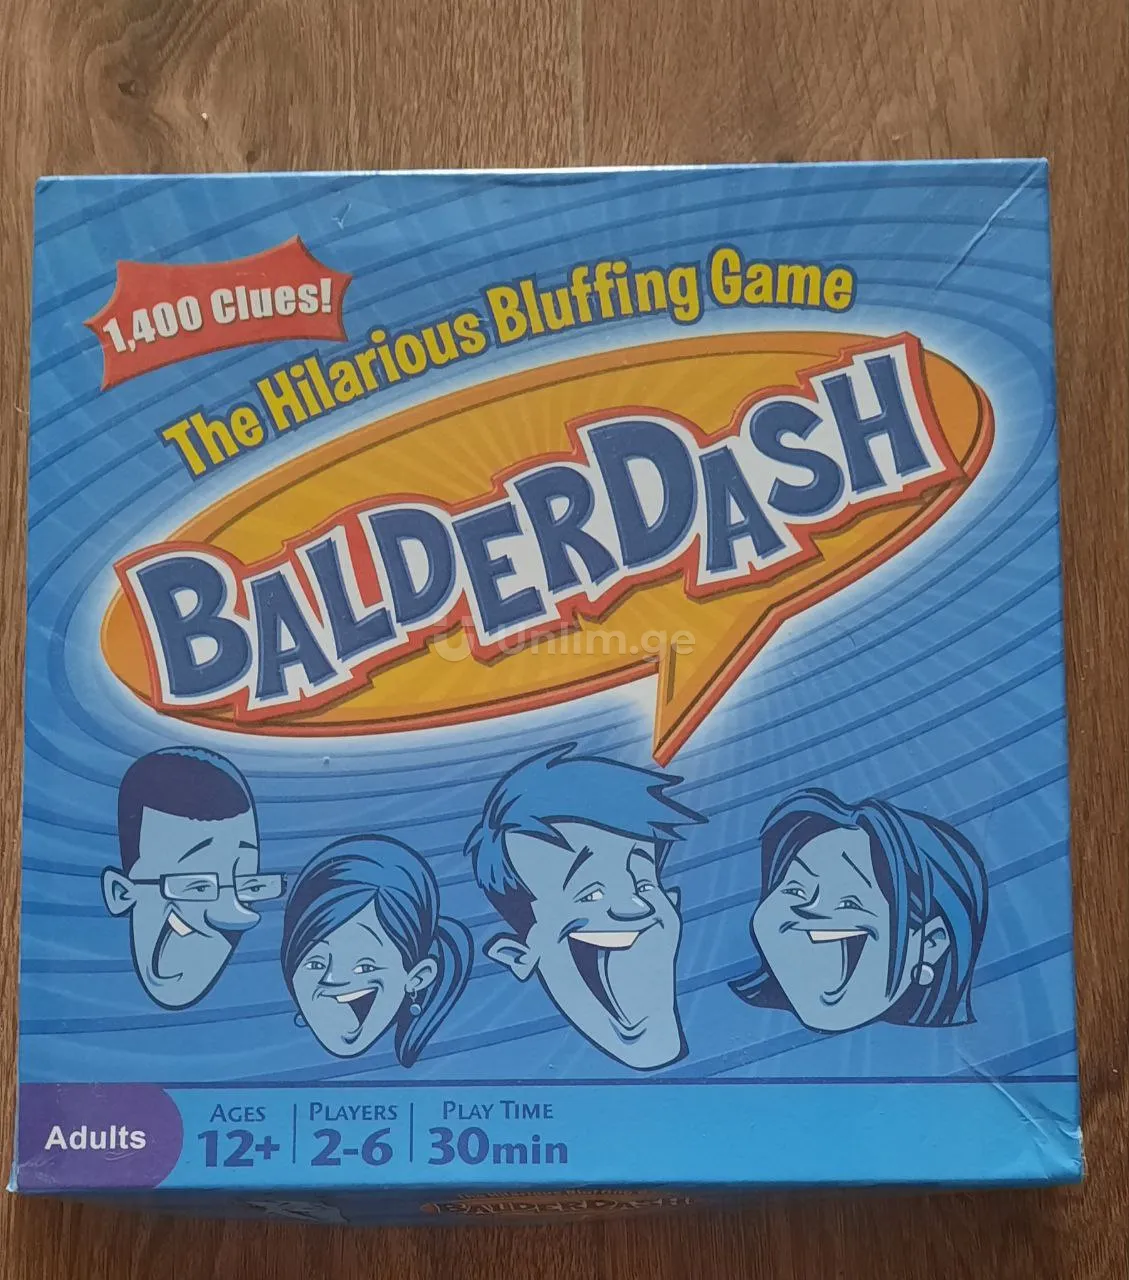 1,400 Clues!
The Hilarious Bluffing Game
BALDERDASH
Unlim.ge
Adults
AGES
12+
PLAYERS
2-6
PLAY TIME
30min
BALDERDASH